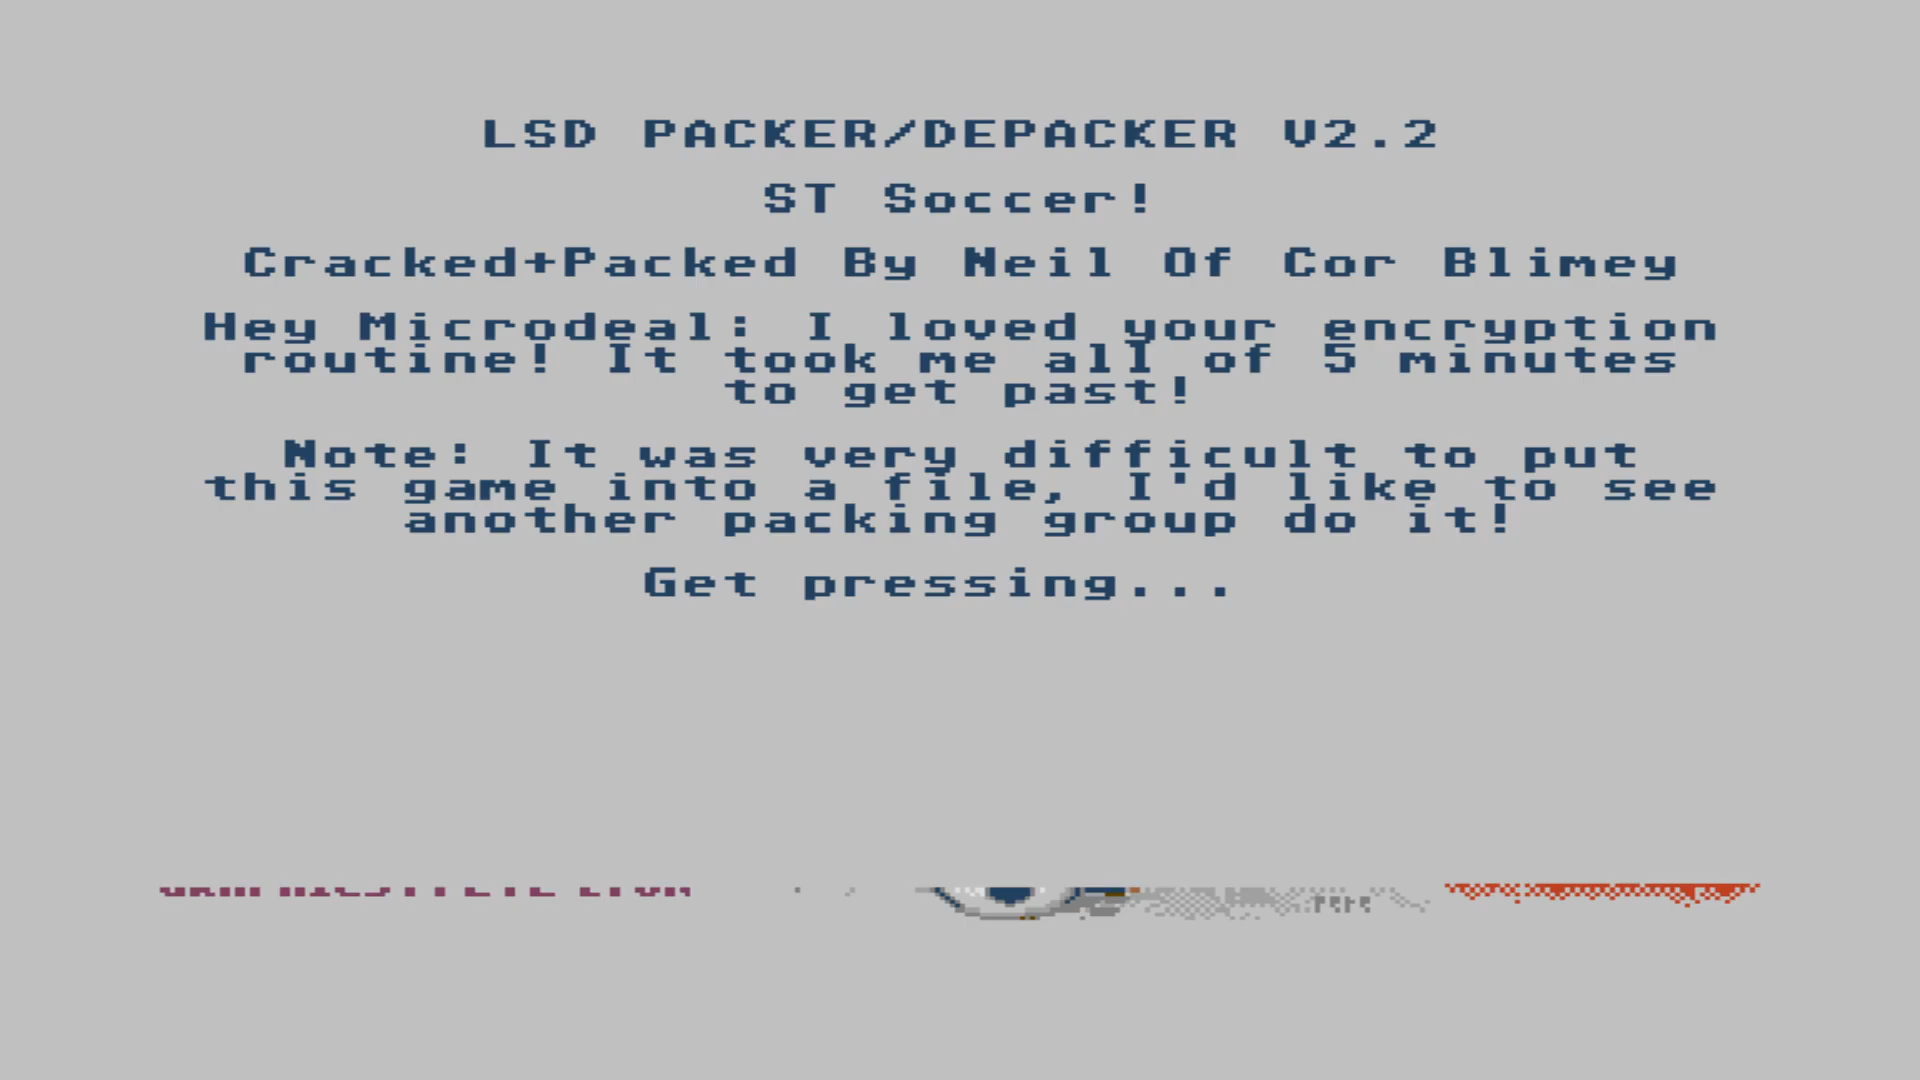 LSD PACKER/DEPACKER V2.2
ST Soccer!
Cracked+Packed By Neil Of Cor Blimey
Hey Microdeal: I loved your encryption
routine! It took me all of 5 minutes
to get past!
Note: It was very difficult to put
this game into a file, I'd like to see
another packing group do it!
Get pressing...